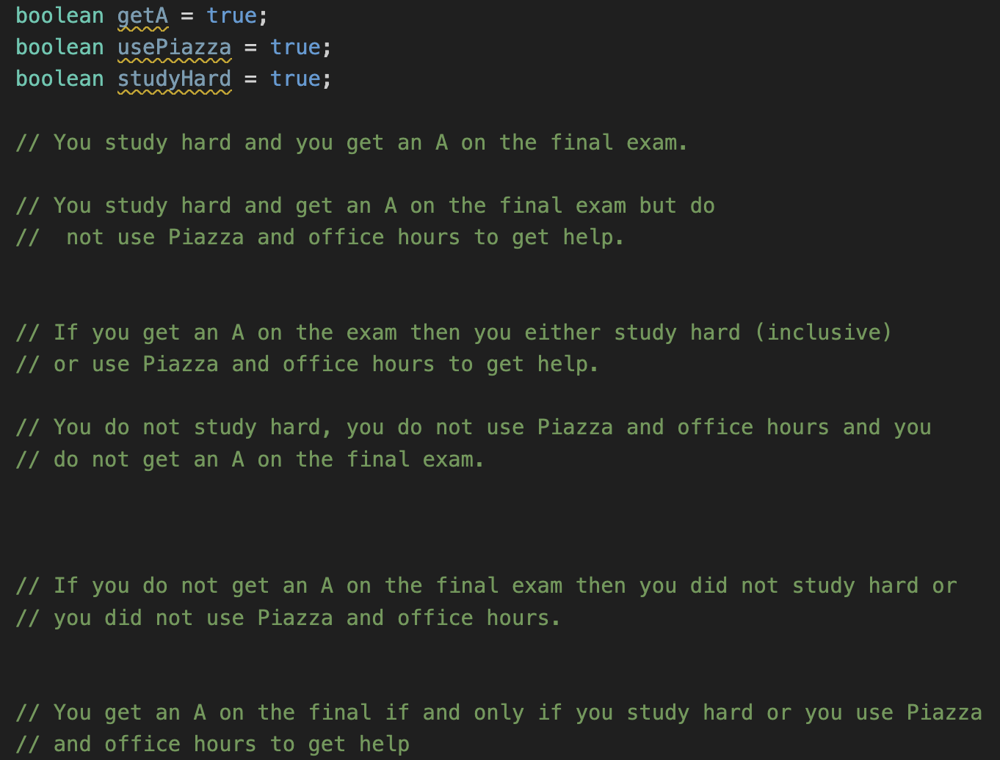 boolean getA = true;
boolean usePiazza = true;
boolean studyHard = true;
// You study hard and you get an A on the final exam.
// You study hard and get an A on the final exam but do
//  not use Piazza and office hours to get help.
// If you get an A on the exam then you either study hard (inclusive)
// or use Piazza and office hours to get help.
// You do not study hard, you do not use Piazza and office hours and you
// do not get an A on the final exam.
// If you do not get an A on the final exam then you did not study hard or
// you did not use Piazza and office hours.
// You get an A on the final if and only if you study hard or you use Piazza
// and office hours to get help